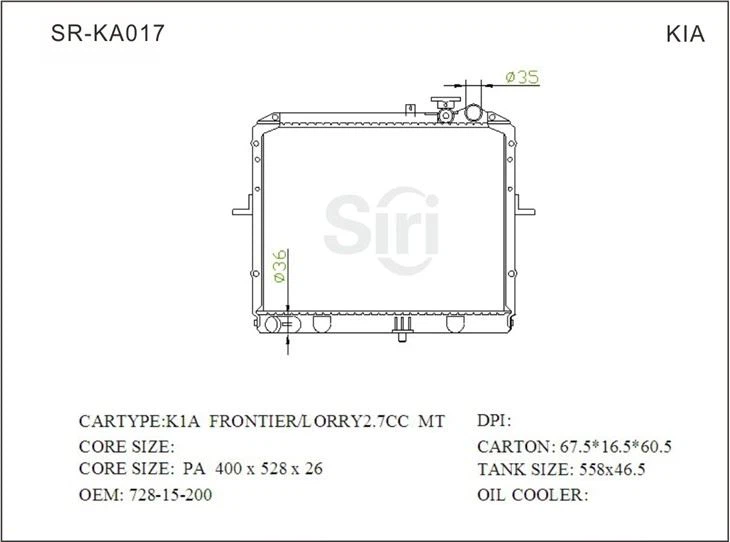 SR-KA017
KIA
ø35
Siri
ø36
CARTYPE:K1A FRONTIER/LORRY2.7CC MT
DPI:
CORE SIZE:
CARTON: 67.5*16.5*60.5
CORE SIZE: PA 400 x 528 x 26
TANK SIZE: 558x46.5
OEM: 728-15-200
OIL COOLER: